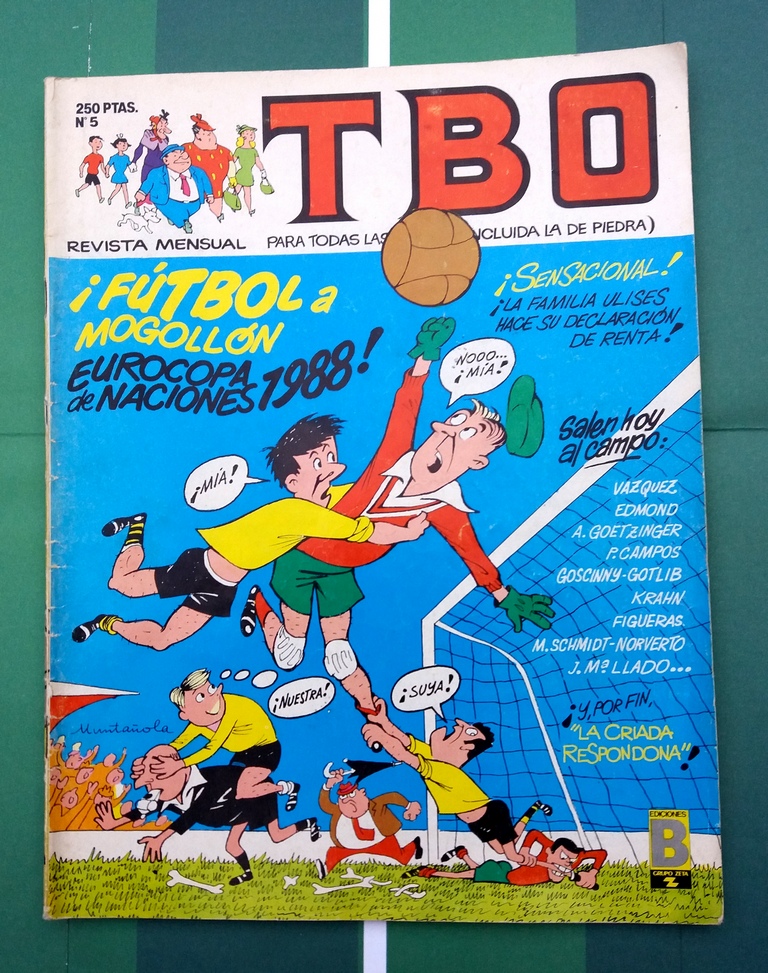 250 PTAS.
Nº 5
TBO
REVISTA MENSUAL
PARA TODAS LAS NCLUIDA LA DE PIEDRA)
¡FÚTBOL a
MOGOLLÓN
EUROCOPA
de NACIONES 1988!
¡SENSACIONAL!
¡LA FAMILIA ULISES
HACE SU DECLARACIÓN
DE RENTA!
NOOO...
¡MÍA!
¡MÍA!
Salen hoy
al campo:
VAZQUEZ
EDMOND
A. GOETZINGER
P. CAMPOS
GOSCINNY-GOTLIB
KRAHN
FIGUERAS
M. SCHMIDT-NORVERTO
J. Mª LLADO...
¡NUESTRA!
¡SUYA!
¡Y, POR FIN,
"LA CRIADA
RESPONDONA"!
Muntañola
EDICIONES
B
GRUPO ZETA
Z